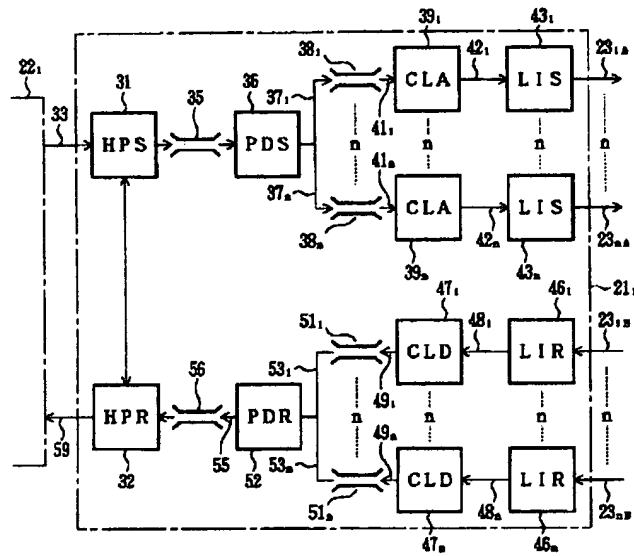 22₁
33
31
HPS
35
36
PDS
37₁
37ₙ
38₁
n
38ₙ
41₁
41ₙ
39₁
CLA
n
CLA
39ₙ
42₁
42ₙ
43₁
LIS
n
LIS
43ₙ
23₁A
n
23ₙA
21₁
59
HPR
32
56
55
PDR
52
53₁
53ₙ
51₁
n
51ₙ
49₁
49ₙ
47₁
CLD
n
CLD
47ₙ
48₁
48ₙ
46₁
LIR
n
LIR
46ₙ
23₁B
n
23ₙB